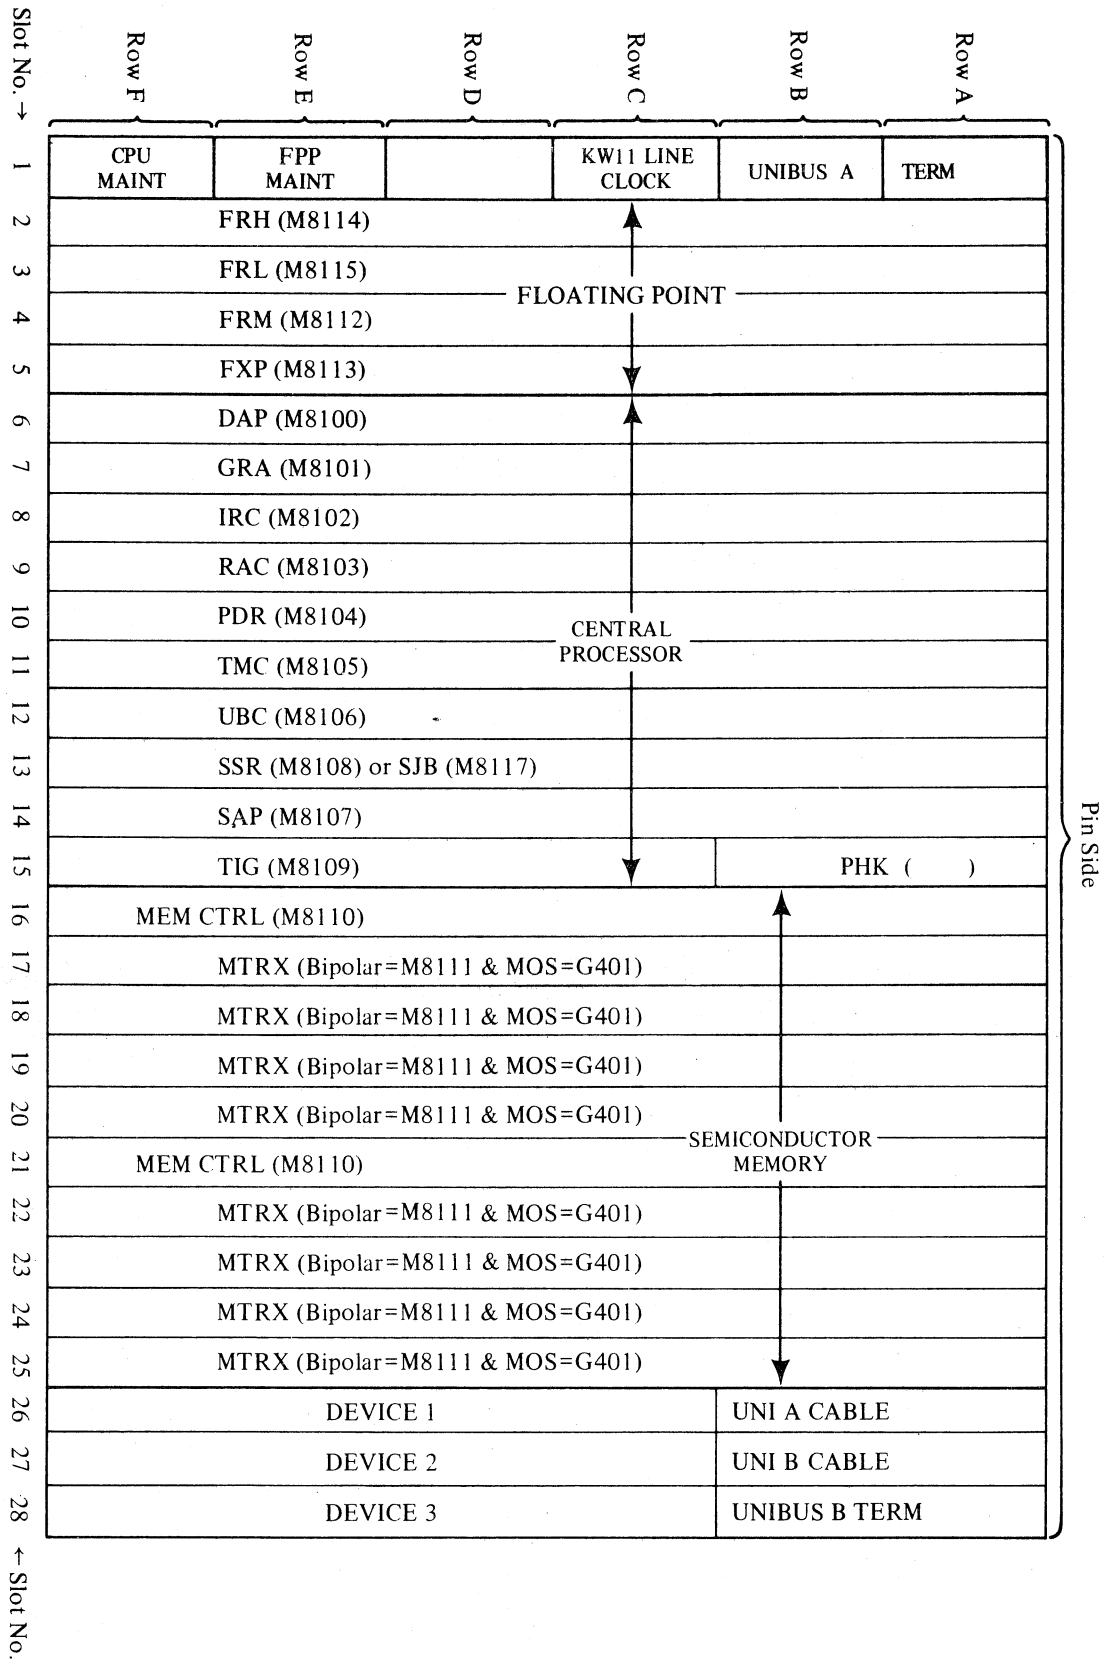 Slot No. →
Row F
Row E
Row D
Row C
Row B
Row A
1
CPU
MAINT
FPP
MAINT
KW11 LINE
CLOCK
UNIBUS A
TERM
2
FRH (M8114)
3
FRL (M8115)
FLOATING POINT
4
FRM (M8112)
5
FXP (M8113)
6
DAP (M8100)
7
GRA (M8101)
8
IRC (M8102)
9
RAC (M8103)
10
PDR (M8104)
CENTRAL
PROCESSOR
11
TMC (M8105)
12
UBC (M8106)
13
SSR (M8108) or SJB (M8117)
14
SAP (M8107)
15
TIG (M8109)
PHK ( )
Pin Side
16
MEM CTRL (M8110)
17
MTRX (Bipolar=M8111 & MOS=G401)
18
MTRX (Bipolar=M8111 & MOS=G401)
19
MTRX (Bipolar=M8111 & MOS=G401)
20
MTRX (Bipolar=M8111 & MOS=G401)
SEMICONDUCTOR
MEMORY
21
MEM CTRL (M8110)
22
MTRX (Bipolar=M8111 & MOS=G401)
23
MTRX (Bipolar=M8111 & MOS=G401)
24
MTRX (Bipolar=M8111 & MOS=G401)
25
MTRX (Bipolar=M8111 & MOS=G401)
26
DEVICE 1
UNI A CABLE
27
DEVICE 2
UNI B CABLE
28
DEVICE 3
UNIBUS B TERM
← Slot No.